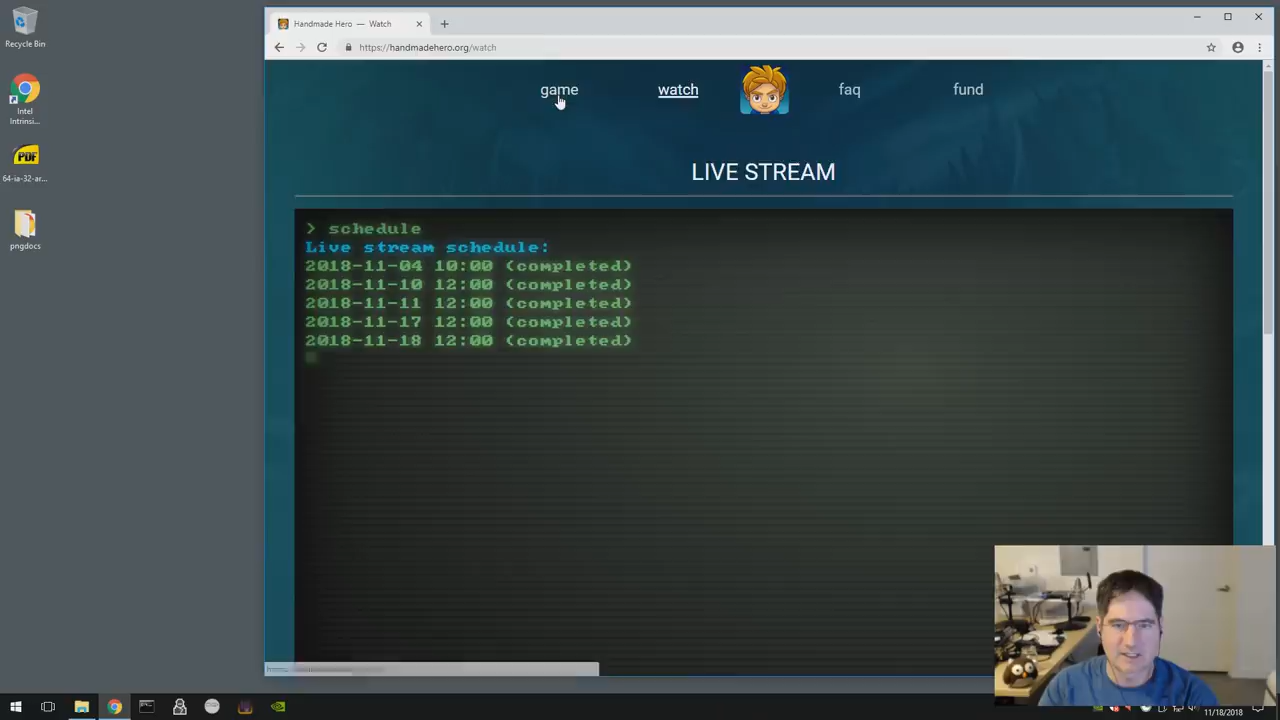 Recycle Bin
Intel
Intrinsi...
PDF
64-ia-32-ar...
pngdocs
Handmade Hero — Watch
https://handmadehero.org/watch
game
watch
faq
fund
LIVE STREAM
> schedule
Live stream schedule:
2018-11-04 10:00 (completed)
2018-11-10 12:00 (completed)
2018-11-11 12:00 (completed)
2018-11-17 12:00 (completed)
2018-11-18 12:00 (completed)
11/18/2018